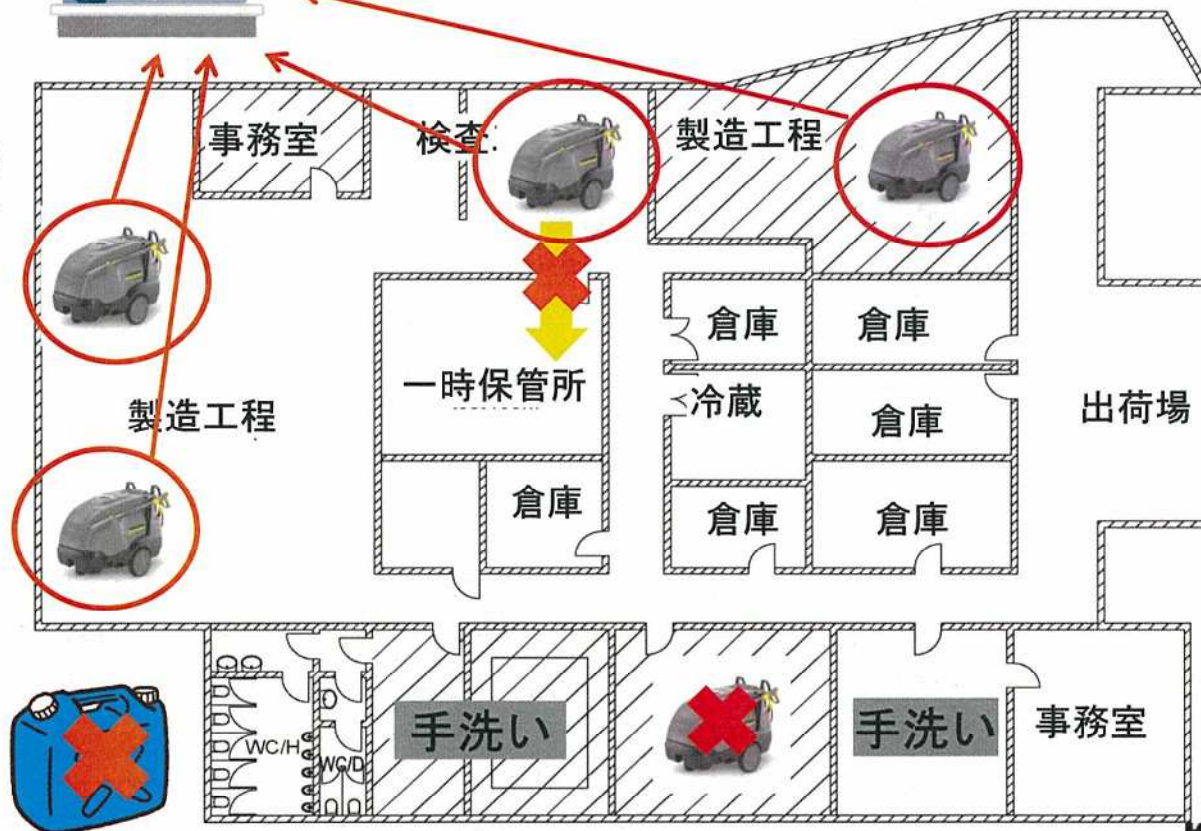 事務室
検査
製造工程
倉庫
倉庫
一時保管所
冷蔵
倉庫
出荷場
製造工程
倉庫
倉庫
倉庫
WC/H
WC/D
手洗い
手洗い
事務室